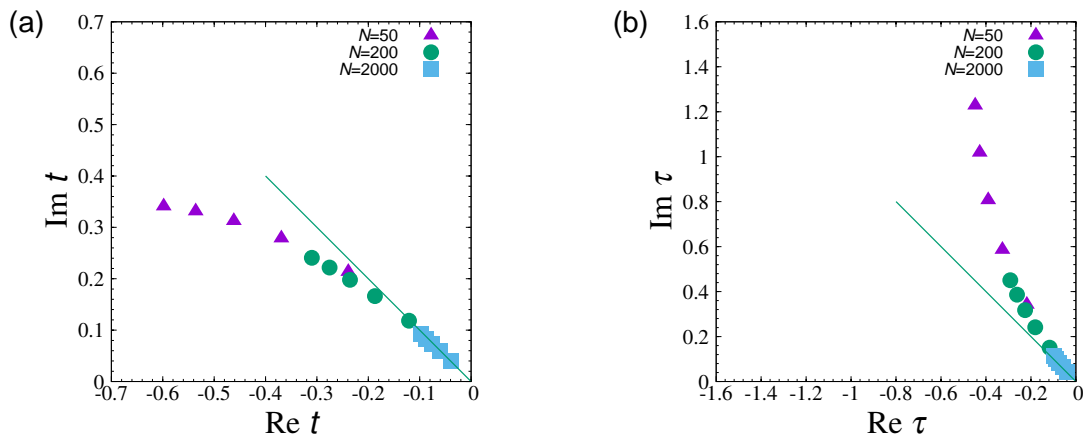 (a)
0.7
0.6
0.5
0.4
0.3
0.2
0.1
0
Im t
N=50
N=200
N=2000
-0.7 -0.6 -0.5 -0.4 -0.3 -0.2 -0.1 0
Re t
(b)
1.6
1.4
1.2
1
0.8
0.6
0.4
0.2
0
Im τ
N=50
N=200
N=2000
-1.6 -1.4 -1.2 -1 -0.8 -0.6 -0.4 -0.2 0
Re τ